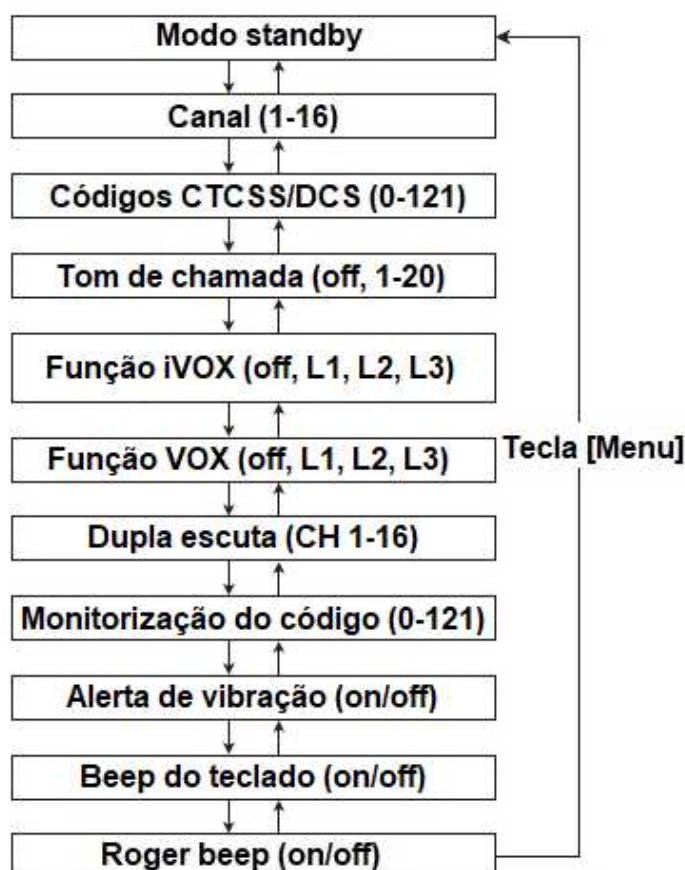 Modo standby
Canal (1-16)
Códigos CTCSS/DCS (0-121)
Tom de chamada (off, 1-20)
Função iVOX (off, L1, L2, L3)
Função VOX (off, L1, L2, L3)
Tecla [Menu]
Dupla escuta (CH 1-16)
Monitorização do código (0-121)
Alerta de vibração (on/off)
Beep do teclado (on/off)
Roger beep (on/off)